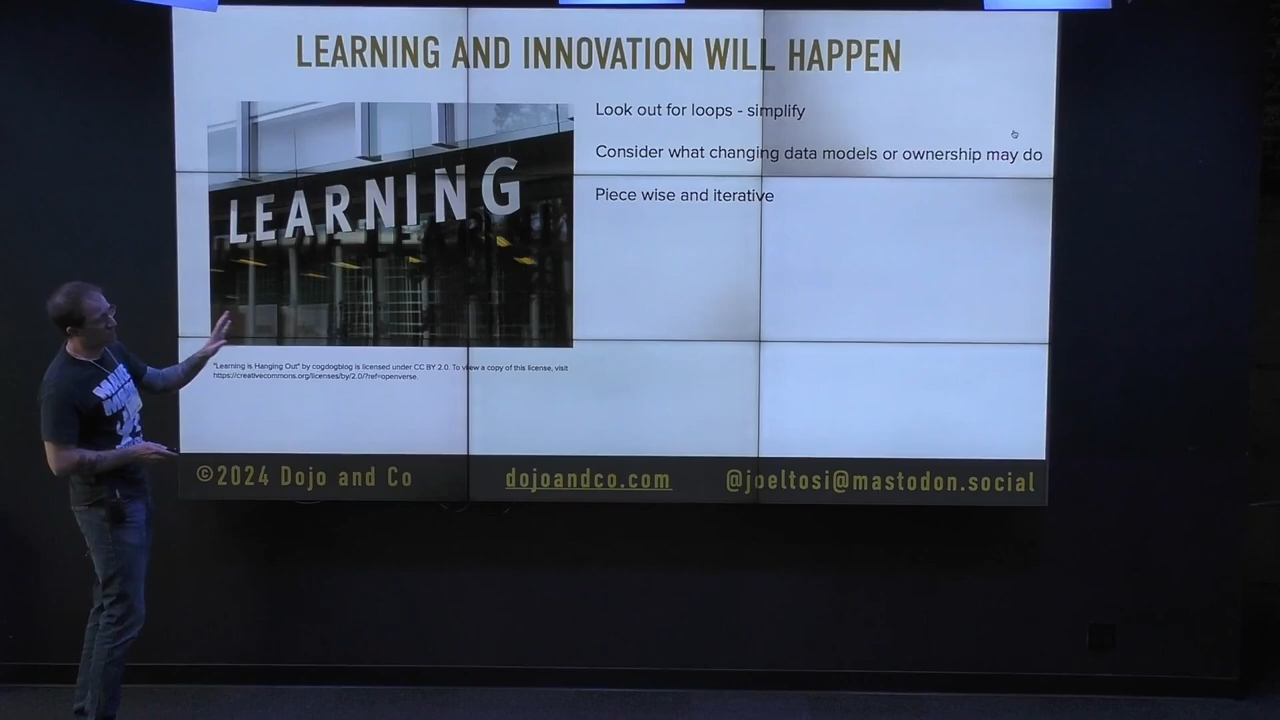 LEARNING AND INNOVATION WILL HAPPEN
LEARNING
Look out for loops - simplify
Consider what changing data models or ownership may do
Piece wise and iterative
"Learning is Hanging Out" by cogdogblog is licensed under CC BY 2.0. To view a copy of this license, visit
https://creativecommons.org/licenses/by/2.0/?ref=openverse.
©2024 Dojo and Co
dojoandco.com
@joeltosi@mastodon.social